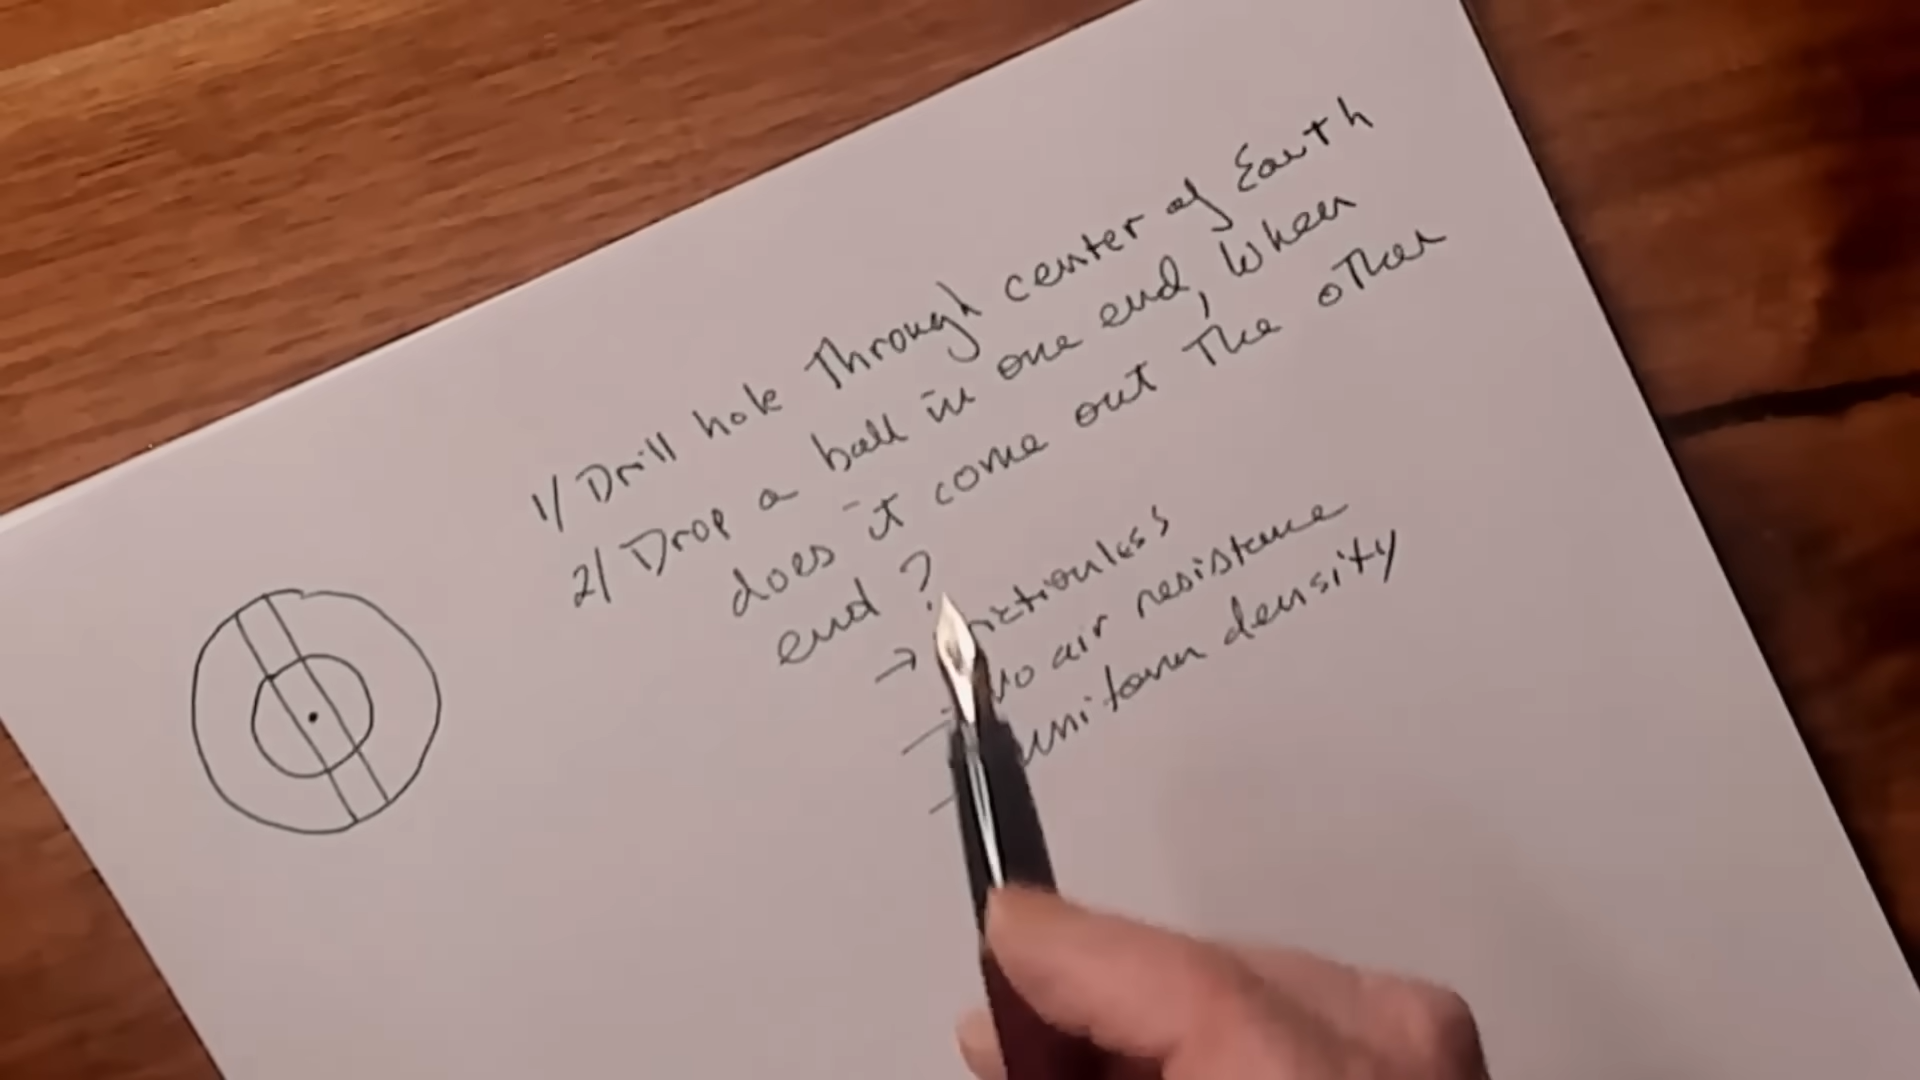 1/ Drill hole Through center of Earth
2/ Drop a ball in one end, When
does it come out The other
end?
→ ictionless
no air resistance
uniform density